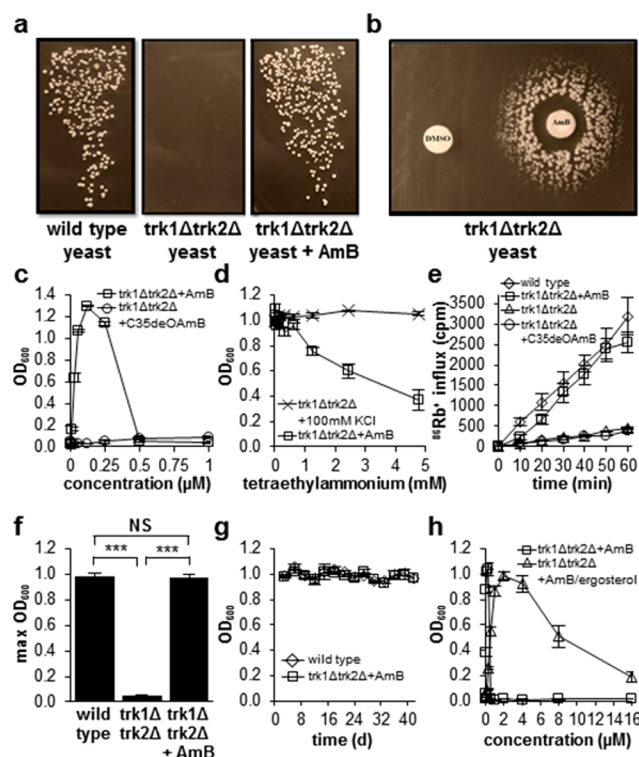 a
b
DMSO
AmB
wild type
yeast
trk1Δtrk2Δ
yeast
trk1Δtrk2Δ
yeast + AmB
trk1Δtrk2Δ
yeast
c
OD600
1.4
1.2
1.0
0.8
0.6
0.4
0.2
0.0
trk1Δtrk2Δ+AmB
trk1Δtrk2Δ
+C35deOAmB
0 0.25 0.5 0.75 1
concentration (µM)
d
OD600
1.2
1.0
0.8
0.6
0.4
0.2
0.0
trk1Δtrk2Δ
+100mM KCl
trk1Δtrk2Δ+AmB
0 1 2 3 4 5
tetraethylammonium (mM)
e
86Rb+ influx (cpm)
3500
3000
2500
2000
1500
1000
500
0
wild type
trk1Δtrk2Δ+AmB
trk1Δtrk2Δ
trk1Δtrk2Δ
+C35deOAmB
0 10 20 30 40 50 60
time (min)
f
max OD600
1.2
1.0
0.8
0.6
0.4
0.2
0.0
NS
*** ***
wild
type
trk1Δ
trk2Δ
trk1Δ
trk2Δ
+ AmB
g
OD600
1.2
1.0
0.8
0.6
0.4
0.2
0.0
wild type
trk1Δtrk2Δ+AmB
0 10 20 30 40
time (d)
h
OD600
1.2
1.0
0.8
0.6
0.4
0.2
0.0
trk1Δtrk2Δ+AmB
trk1Δtrk2Δ
+AmB/ergosterol
0 2 4 6 8 10 12 14 16
concentration (µM)